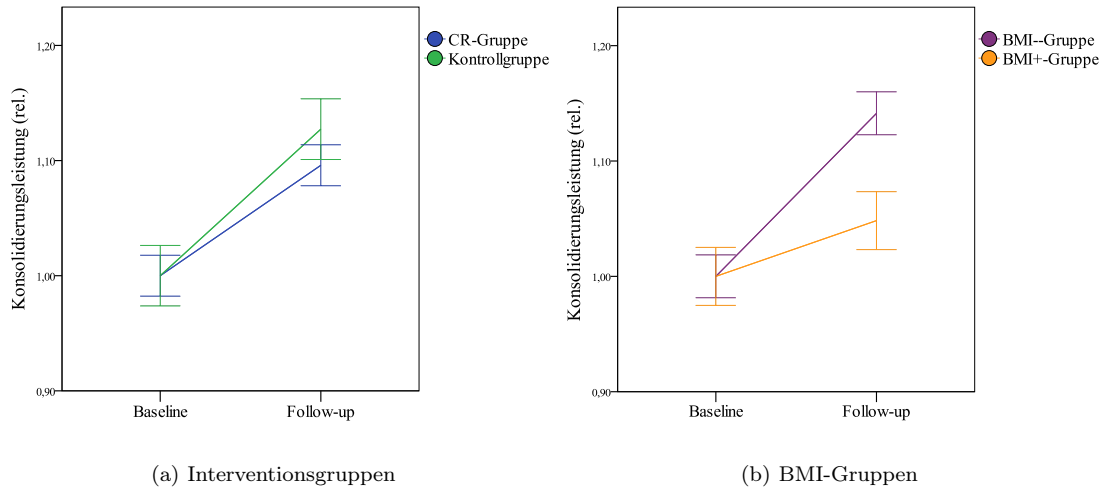 1,20
1,10
1,00
0,90
Konsolidierungsleistung (rel.)
Baseline
Follow-up
CR-Gruppe
Kontrollgruppe
(a) Interventionsgruppen
1,20
1,10
1,00
0,90
Konsolidierungsleistung (rel.)
Baseline
Follow-up
BMI--Gruppe
BMI+-Gruppe
(b) BMI-Gruppen